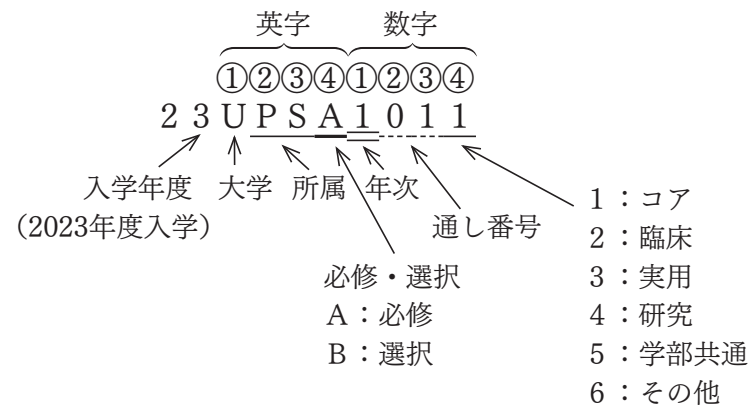 英字 数字
①②③④①②③④
23UPSA1011
入学年度 大学 所属 年次
(2023年度入学) 通し番号
必修・選択
A：必修
B：選択
1：コア
2：臨床
3：実用
4：研究
5：学部共通
6：その他